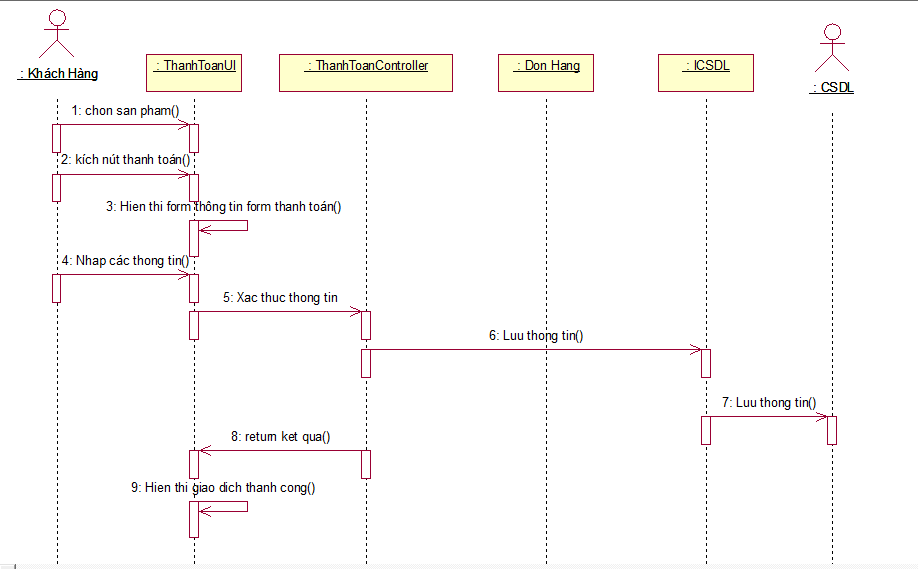 : Khách Hàng
: ThanhToanUI
: ThanhToanController
: Don Hang
: ICSDL
: CSDL
1: chon san pham()
2: kích nút thanh toán()
3: Hien thi form thông tin form thanh toán()
4: Nhap các thong tin()
5: Xac thuc thong tin
6: Luu thong tin()
7: Luu thong tin()
8: return ket qua()
9: Hien thi giao dich thanh cong()